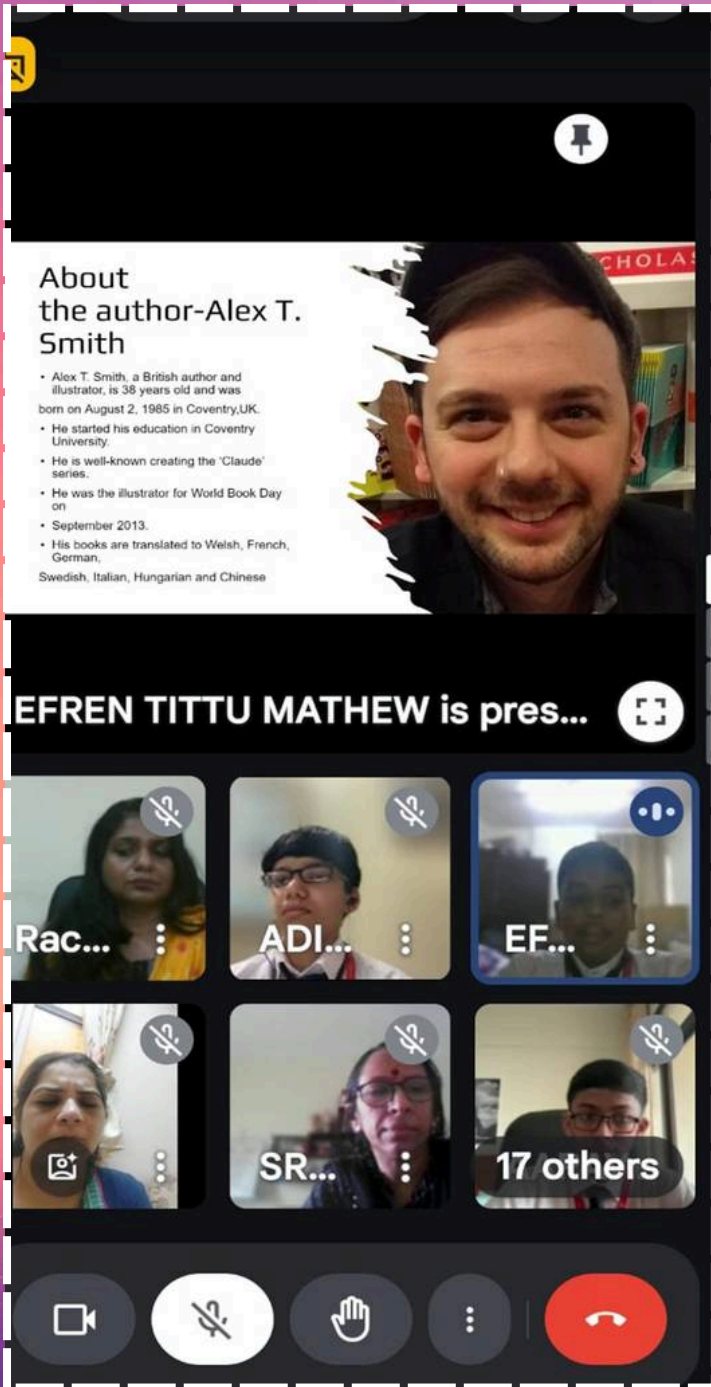 CHOLAS
About
the author-Alex T.
Smith
• Alex T. Smith, a British author and
illustrator, is 38 years old and was
born on August 2, 1985 in Coventry,UK.
• He started his education in Coventry
University.
• He is well-known creating the 'Claude'
series.
• He was the illustrator for World Book Day
on
• September 2013.
• His books are translated to Welsh, French,
German,
Swedish, Italian, Hungarian and Chinese
EFREN TITTU MATHEW is pres...
Rac...
ADI...
EF...
SR...
17 others